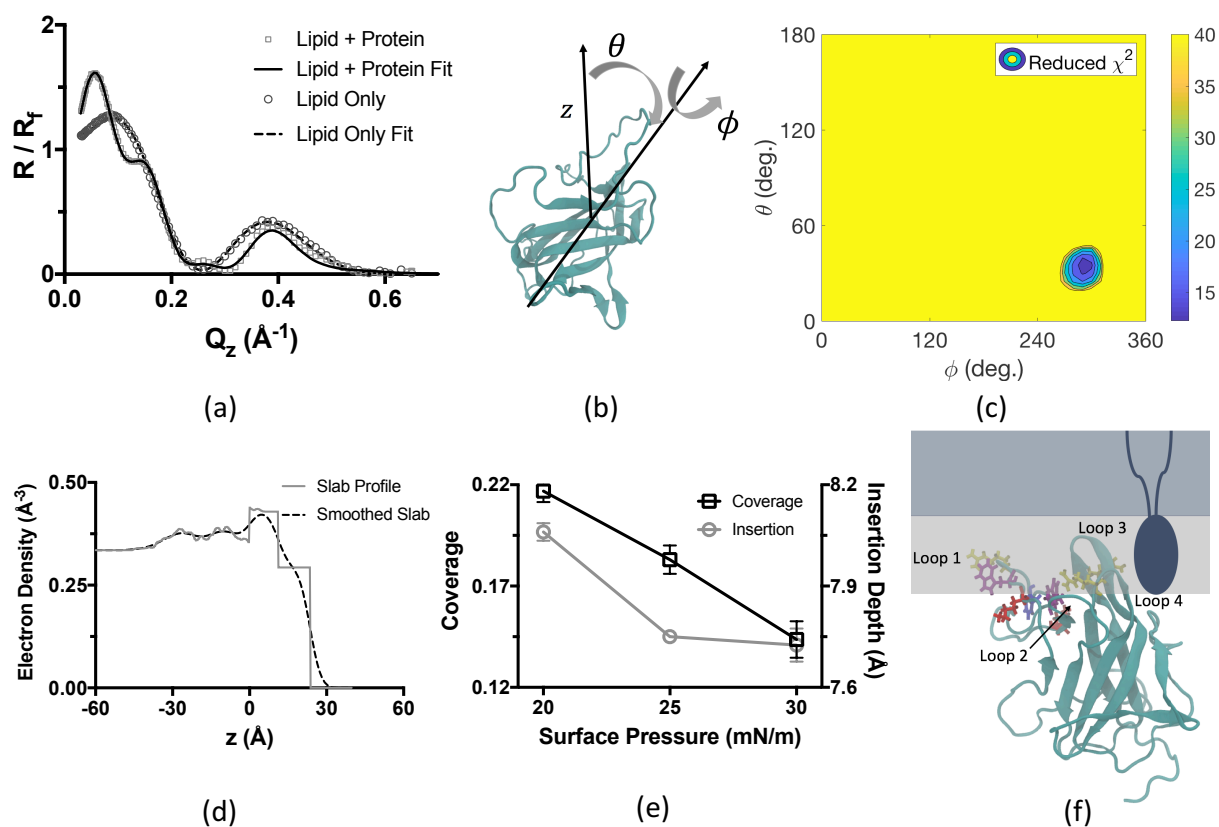 2
1
0
R / R_f
Lipid + Protein
Lipid + Protein Fit
Lipid Only
Lipid Only Fit
0.0 0.2 0.4 0.6
Q_z (Å⁻¹)
(a)
θ
z
ϕ
(b)
180
120
60
0
θ (deg.)
Reduced χ²
0 120 240 360
ϕ (deg.)
40
35
30
25
20
15
(c)
0.50
0.25
0.00
Electron Density (Å⁻³)
Slab Profile
Smoothed Slab
-60 -30 0 30 60
z (Å)
(d)
0.22
0.17
0.12
Coverage
Coverage
Insertion
8.2
7.9
7.6
Insertion Depth (Å)
20 25 30
Surface Pressure (mN/m)
(e)
Loop 3
Loop 1
Loop 4
Loop 2
(f)